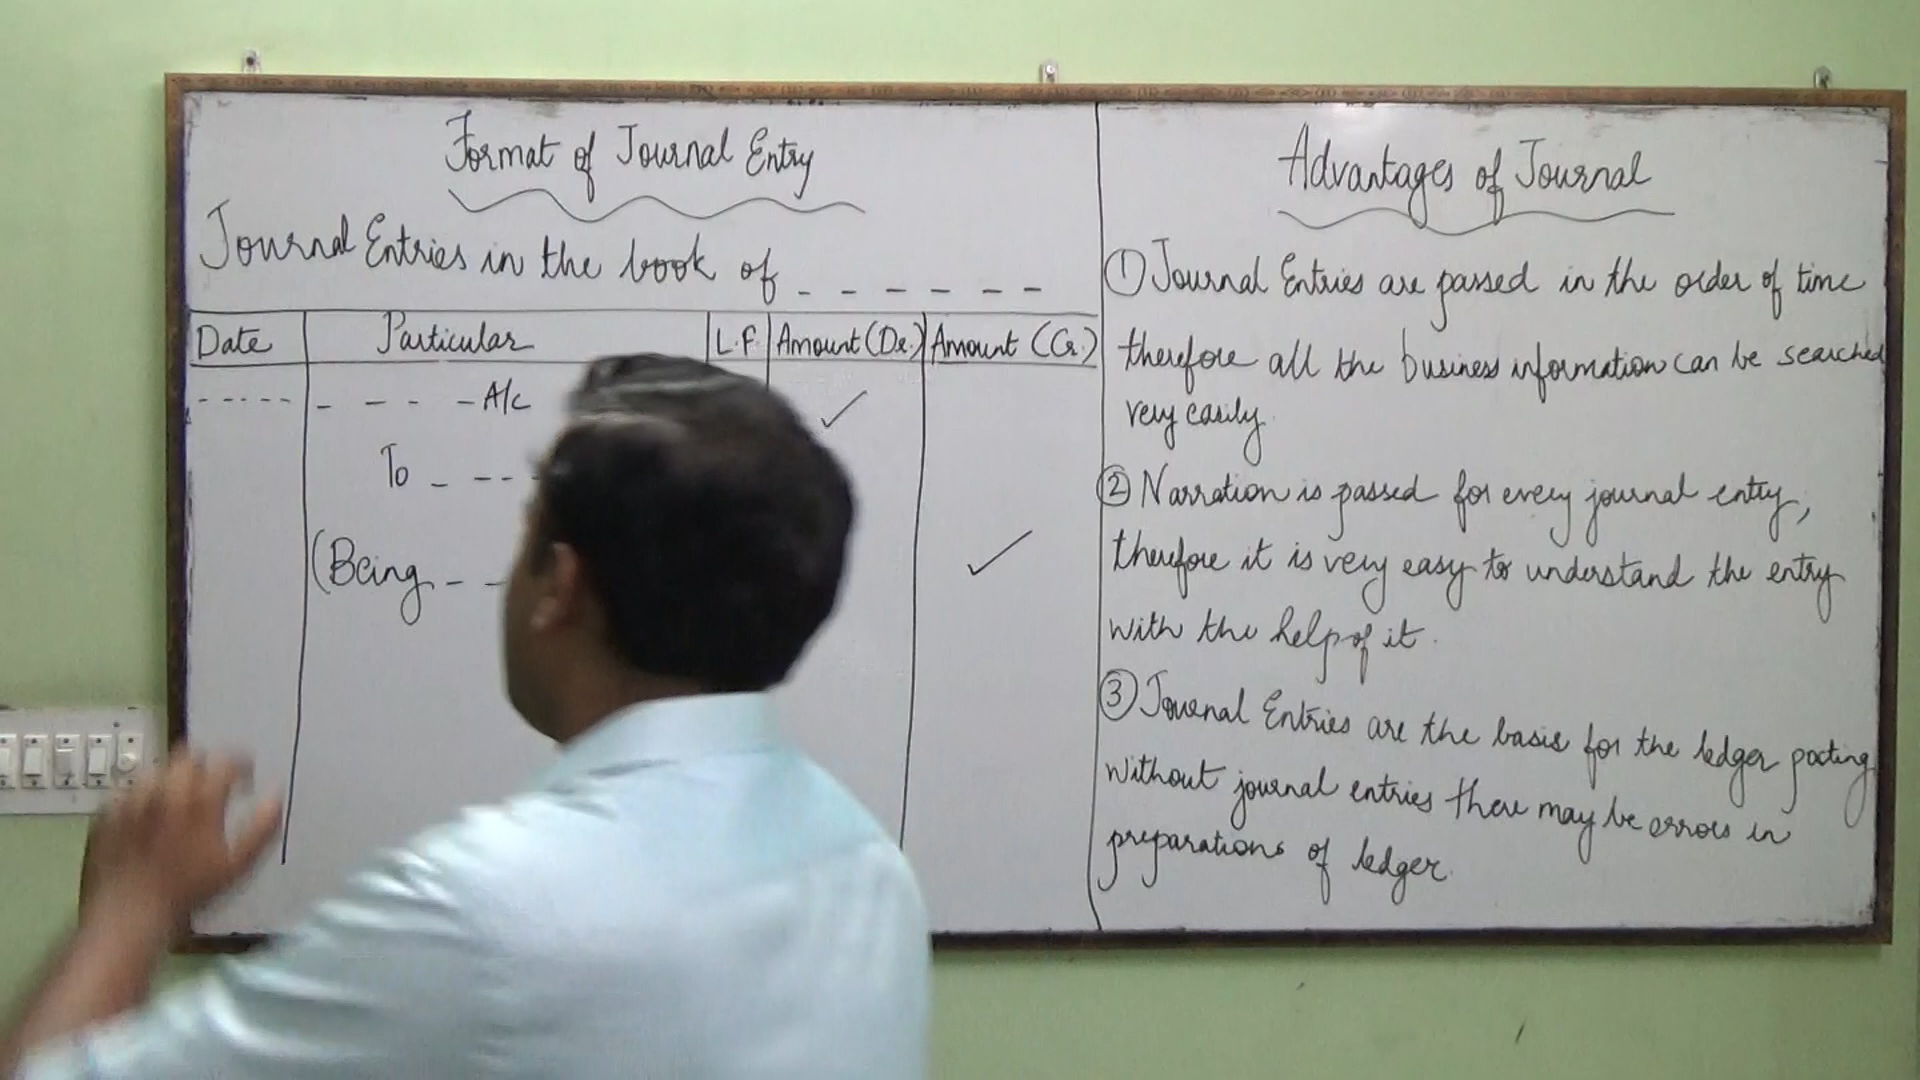 Format of Journal Entry
Journal Entries in the book of _ _ _ _ _ _
Date Particular L.F Amount (Dr.) Amount (Cr.)
- - - - - - - - - A/c ✓
To _ - - -
(Being - - ✓
Advantages of Journal
① Journal Entries are passed in the order of time
therefore all the business information can be searched
very easily.
② Narration is passed for every journal entry,
therefore it is very easy to understand the entry
with the help of it.
③ Journal Entries are the basis for the ledger posting
without journal entries there may be errors in
preparations of ledger.